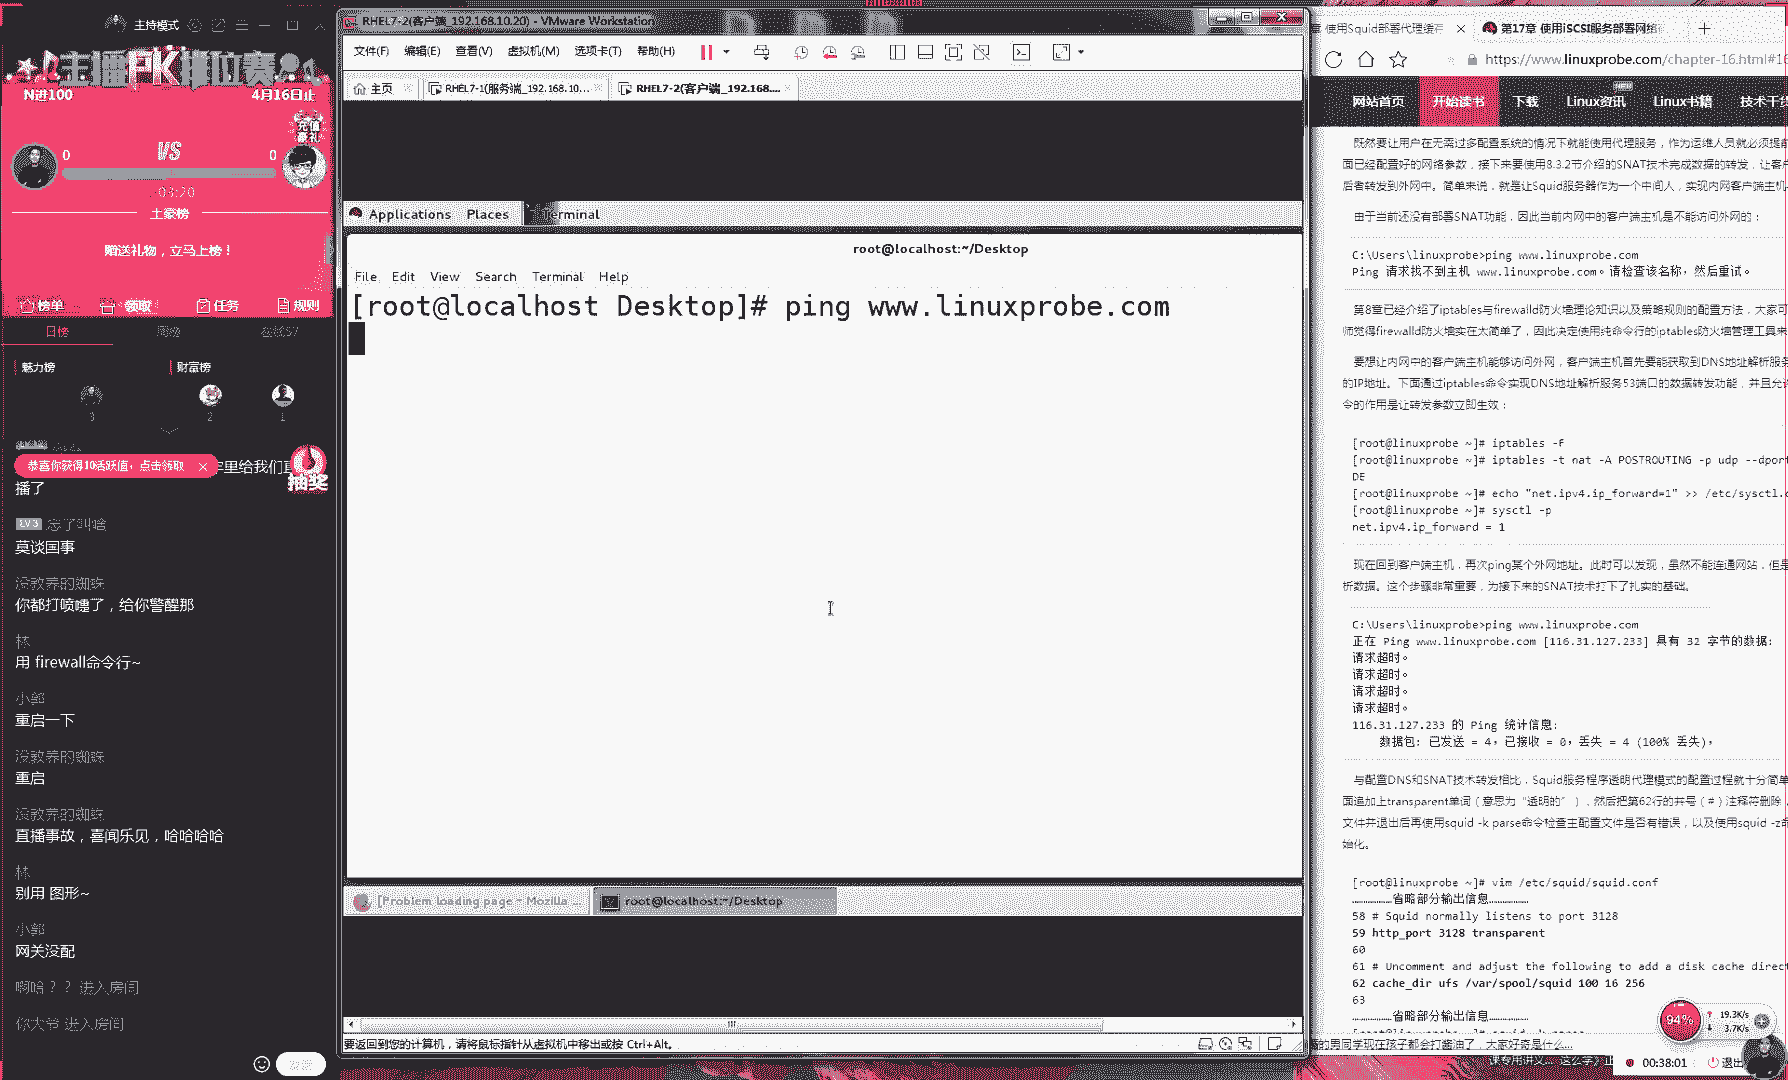 主持模式
主播PK排位赛
N进100
4月16日止
充值
豪礼
0
VS
0
03:20
土豪榜
赠送礼物，立马上榜！
榜单
领取
任务
规则
日榜
周榜
在线57
魅力榜
财富榜
3
2
1
恭喜你获得10活跃值，点击领取
字里给我们直
抽奖
播了
LV 3 忘了叫啥
莫谈国事
没教养的蜘蛛
你都打喷嚏了，给你警醒那
林
用 firewall命令行~
小郭
重启一下
没教养的蜘蛛
重启
没教养的蜘蛛
直播事故，喜闻乐见，哈哈哈哈
林
别用 图形~
小郭
网关没配
啊哈？？ 进入房间
你大爷 进入房间
RHEL7-2(客户端_192.168.10.20) - VMware Workstation
文件(F) 编辑(E) 查看(V) 虚拟机(M) 选项卡(T) 帮助(H)
主页
RHEL7-1(服务端_192.168.10...
RHEL7-2(客户端_192.168....
Applications Places Terminal
root@localhost:~/Desktop
File Edit View Search Terminal Help
[root@localhost Desktop]# ping www.linuxprobe.com
[Problem loading page - Mozilla ...
root@localhost:~/Desktop
要返回到您的计算机，请将鼠标指针从虚拟机中移出或按 Ctrl+Alt。
章 使用Squid部署代理缓存
第17章 使用iSCSI服务部署网络
https://www.linuxprobe.com/chapter-16.html#16
网站首页 开始读书 下载 Linux资讯 Linux书籍 技术干
既然要让用户在无需过多配置系统的情况下就能使用代理服务，作为运维人员就必须提前
面已经配置好的网络参数，接下来要使用8.3.2节介绍的SNAT技术完成数据的转发，让客户
后者转发到外网中。简单来说，就是让Squid服务器作为一个中间人，实现内网客户端主机
由于当前还没有部署SNAT功能，因此当前内网中的客户端主机是不能访问外网的：
C:\Users\linuxprobe>ping www.linuxprobe.com
Ping 请求找不到主机 www.linuxprobe.com。请检查该名称，然后重试。
第8章已经介绍了iptables与firewalld防火墙理论知识以及策略规则的配置方法，大家可
师觉得firewalld防火墙实在太简单了，因此决定使用纯命令行的iptables防火墙管理工具来
要想让内网中的客户端主机能够访问外网，客户端主机首先要能获取到DNS地址解析服务
的IP地址。下面通过iptables命令实现DNS地址解析服务53端口的数据转发功能，并且允许
令的作用是让转发参数立即生效：
[root@linuxprobe ~]# iptables -F
[root@linuxprobe ~]# iptables -t nat -A POSTROUTING -p udp --dport
DE
[root@linuxprobe ~]# echo "net.ipv4.ip_forward=1" >> /etc/sysctl.c
[root@linuxprobe ~]# sysctl -p
net.ipv4.ip_forward = 1
现在回到客户端主机，再次ping某个外网地址。此时可以发现，虽然不能连通网站，但是
析数据。这个步骤非常重要，为接下来的SNAT技术打下了扎实的基础。
C:\Users\linuxprobe>ping www.linuxprobe.com
正在 Ping www.linuxprobe.com [116.31.127.233] 具有 32 字节的数据:
请求超时。
请求超时。
请求超时。
请求超时。
116.31.127.233 的 Ping 统计信息:
数据包: 已发送 = 4，已接收 = 0，丢失 = 4 (100% 丢失)，
与配置DNS和SNAT技术转发相比，Squid服务程序透明代理模式的配置过程就十分简单
面追加上transparent单词（意思为“透明的”），然后把第62行的井号（#）注释符删除，
文件并退出后再使用squid -k parse命令检查主配置文件是否有错误，以及使用squid -z命
始化。
[root@linuxprobe ~]# vim /etc/squid/squid.conf
………………省略部分输出信息………………
58 # Squid normally listens to port 3128
59 http_port 3128 transparent
60
61 # Uncomment and adjust the following to add a disk cache direct
62 cache_dir ufs /var/spool/squid 100 16 256
63
………………省略部分输出信息………………
94%
19.3K/s
3.7K/s
的男同学现在孩子都会打酱油了，大家好奇是什么...
00:38:01
退出